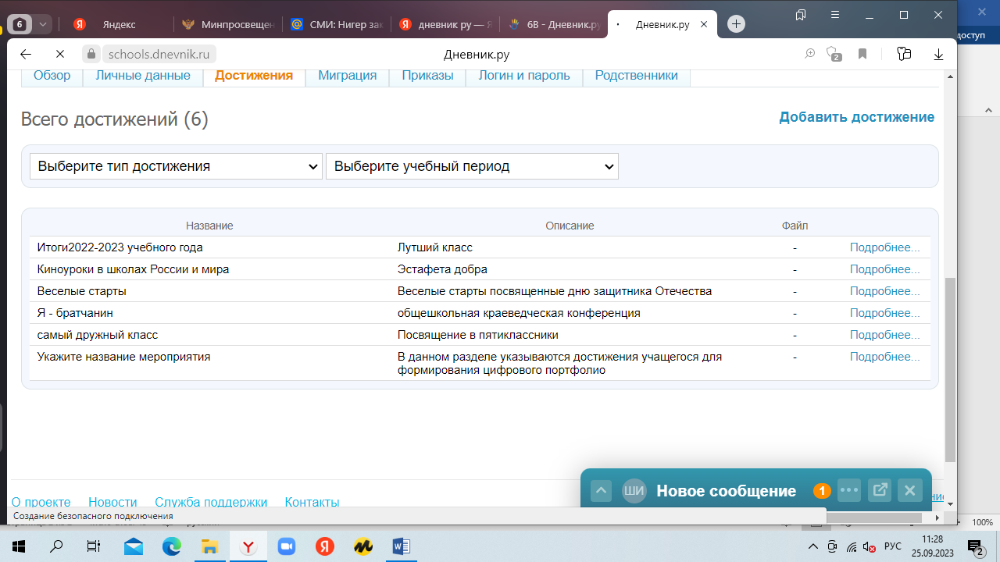 6
Яндекс
Минпросвещен
СМИ: Нигер зак
дневник ру — Я
6В - Дневник.ру
Дневник.ру
доступ
schools.dnevnik.ru
Дневник.ру
2
Обзор
Личные данные
Достижения
Миграция
Приказы
Логин и пароль
Родственники
Всего достижений (6)
Добавить достижение
Выберите тип достижения
Выберите учебный период
Название Описание Файл
Итоги2022-2023 учебного года Лутший класс - Подробнее...
Киноуроки в школах России и мира Эстафета добра - Подробнее...
Веселые старты Веселые старты посвященные дню защитника Отечества - Подробнее...
Я - братчанин общешкольная краеведческая конференция - Подробнее...
самый дружный класс Посвящение в пятиклассники - Подробнее...
Укажите название мероприятия В данном разделе указываются достижения учащегося для - Подробнее...
формирования цифрового портфолио
ШИ Новое сообщение 1
О проекте Новости Служба поддержки Контакты
Создание безопасного подключения
100%
РУС
11:28
25.09.2023
2